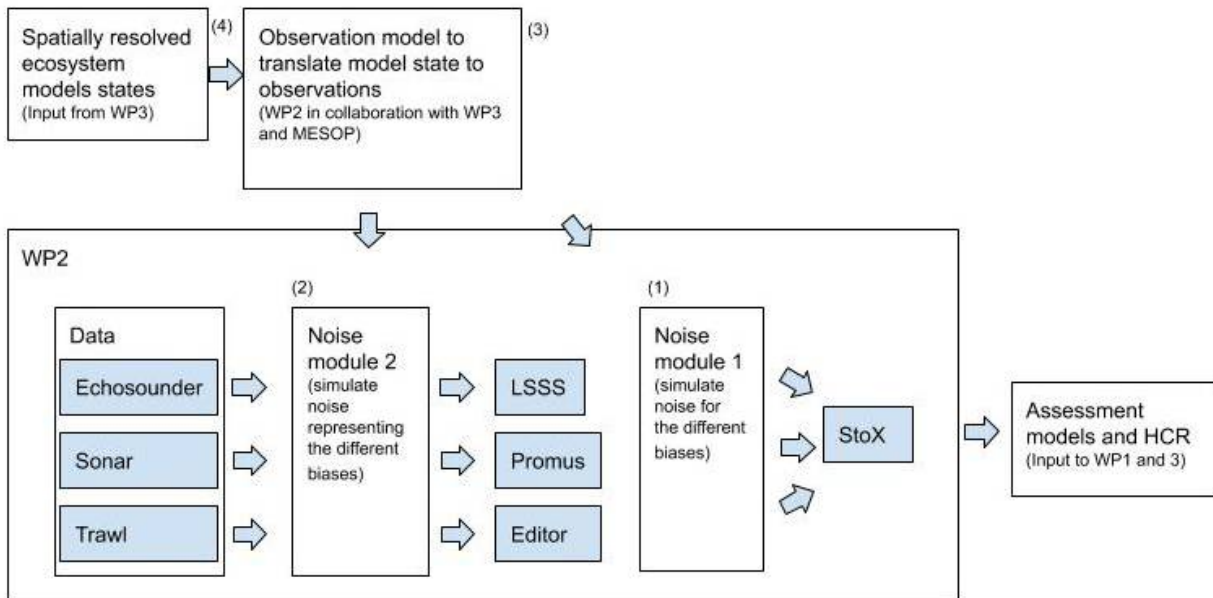 Spatially resolved
ecosystem
models states
(Input from WP3)
(4)
Observation model to
translate model state to
observations
(WP2 in collaboration with WP3
and MESOP)
(3)
WP2
Data
Echosounder
Sonar
Trawl
(2)
Noise
module 2
(simulate
noise
representing
the different
biases)
LSSS
Promus
Editor
(1)
Noise
module 1
(simulate
noise for
the different
biases)
StoX
Assessment
models and HCR
(Input to WP1 and 3)